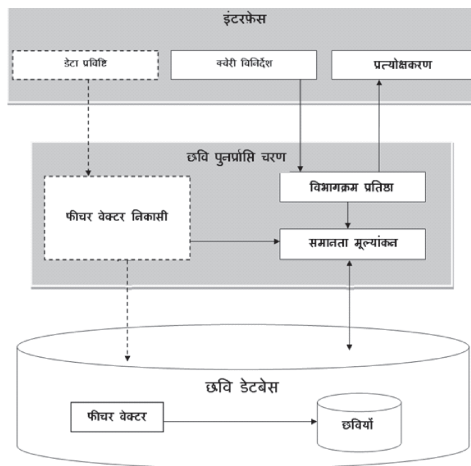 इंटरफ़ेस
डेटा प्रविष्टि
क्वेरी विनिर्देश
प्रत्योक्षकरण
छवि पुनर्प्राप्ति चरण
फीचर वेक्टर निकासी
विभागक्रम प्रतिष्ठा
समानता मूल्यांकन
छवि डेटबेस
फीचर वेक्टर
छवियों